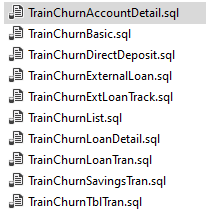 TrainChurnAccountDetail.sql
TrainChurnBasic.sql
TrainChurnDirectDeposit.sql
TrainChurnExternalLoan.sql
TrainChurnExtLoanTrack.sql
TrainChurnList.sql
TrainChurnLoanDetail.sql
TrainChurnLoanTran.sql
TrainChurnSavingsTran.sql
TrainChurnTblTran.sql